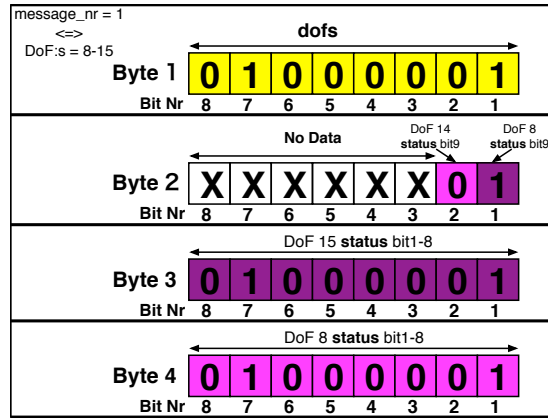 message_nr = 1
<=>
DoF:s = 8-15
dofs
Byte 1 0 1 0 0 0 0 0 1
Bit Nr 8 7 6 5 4 3 2 1
No Data
DoF 14
status bit9
DoF 8
status bit9
Byte 2 X X X X X X 0 1
Bit Nr 8 7 6 5 4 3 2 1
DoF 15 status bit1-8
Byte 3 0 1 0 0 0 0 0 1
Bit Nr 8 7 6 5 4 3 2 1
DoF 8 status bit1-8
Byte 4 0 1 0 0 0 0 0 1
Bit Nr 8 7 6 5 4 3 2 1